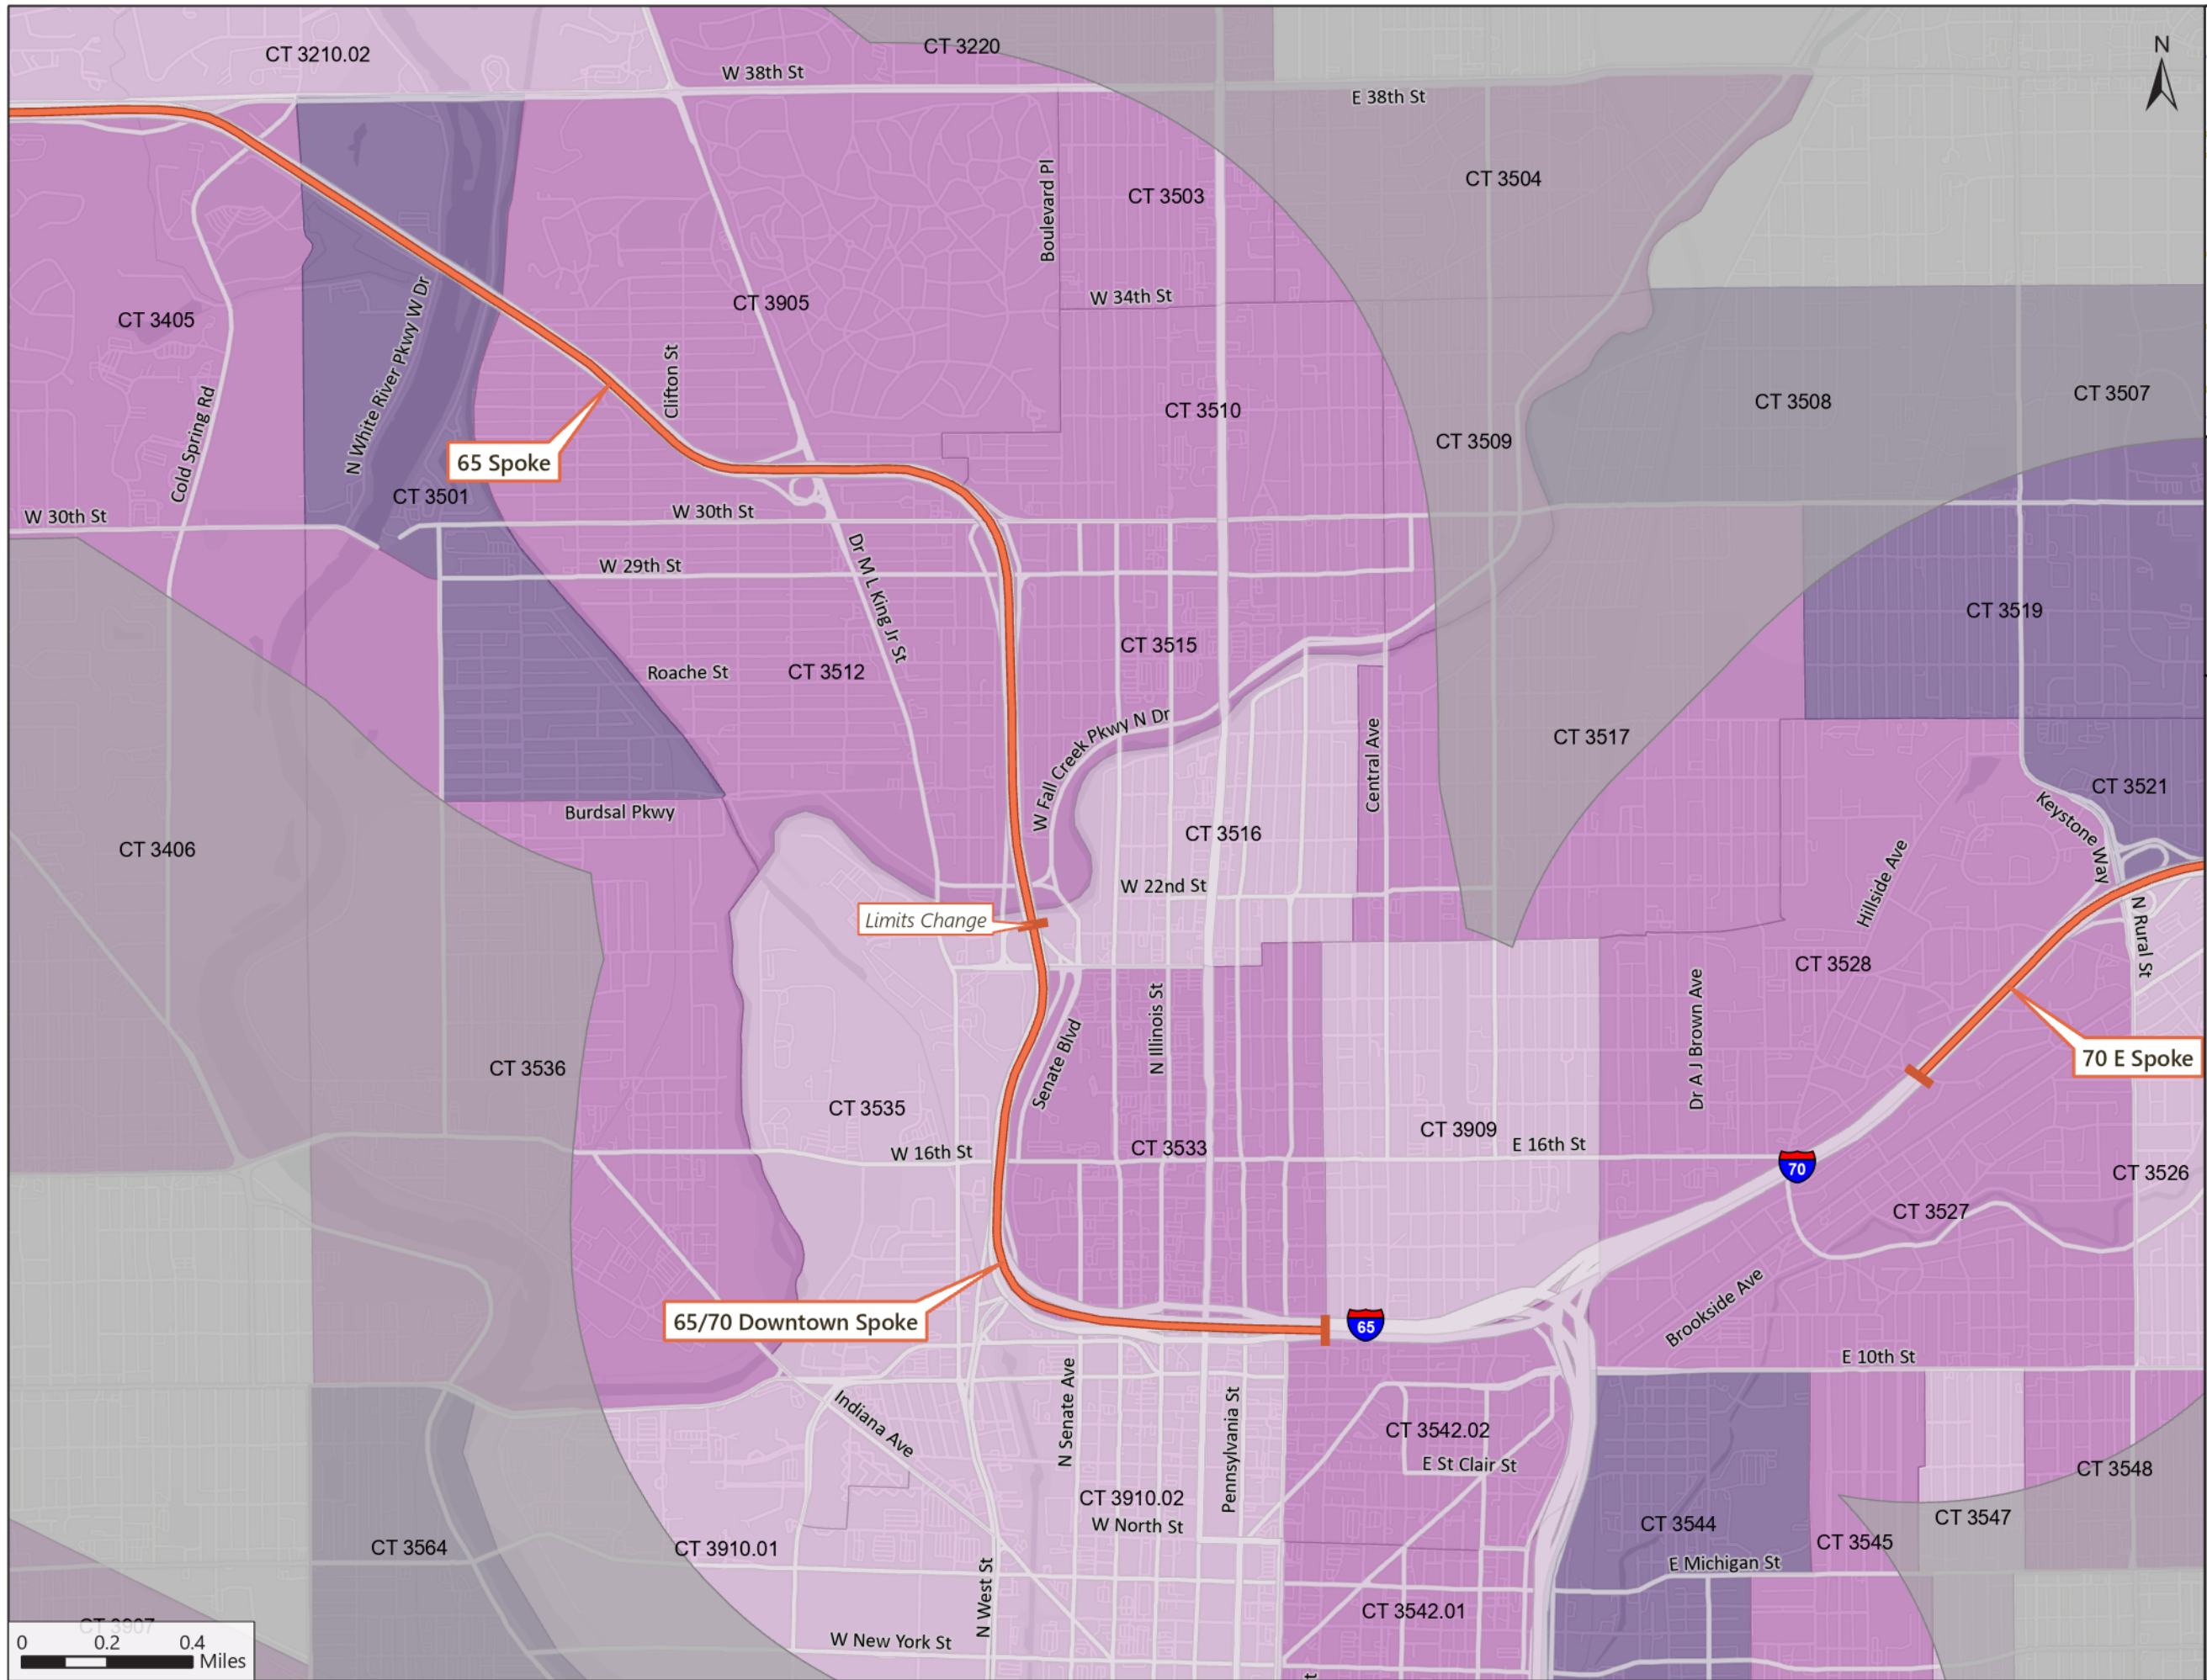 CT 3210.02
CT 3220
W 38th St
N
E 38th St
CT 3504
Boulevard Pl
CT 3503
CT 3905
W 34th St
CT 3405
N White River Pkwy W Dr
Clifton St
CT 3508
CT 3507
CT 3510
Cold Spring Rd
CT 3509
65 Spoke
CT 3501
W 30th St
W 30th St
W 29th St
Dr M L King Jr St
CT 3519
CT 3515
Roache St
CT 3512
W Fall Creek Pkwy N Dr
Central Ave
CT 3517
CT 3521
Burdsal Pkwy
CT 3516
Keystone Way
CT 3406
Hillside Ave
W 22nd St
Limits Change
N Rural St
CT 3528
N Illinois St
Senate Blvd
Dr A J Brown Ave
70 E Spoke
CT 3536
CT 3535
CT 3909
W 16th St
CT 3533
E 16th St
70
CT 3526
CT 3527
65/70 Downtown Spoke
65
Brookside Ave
E 10th St
Indiana Ave
N Senate Ave
Pennsylvania St
CT 3542.02
E St Clair St
CT 3548
CT 3910.02
W North St
CT 3544
CT 3547
CT 3564
CT 3910.01
CT 3545
E Michigan St
N West St
CT 3542.01
CT 3907
W New York St
0 0.2 0.4
Miles